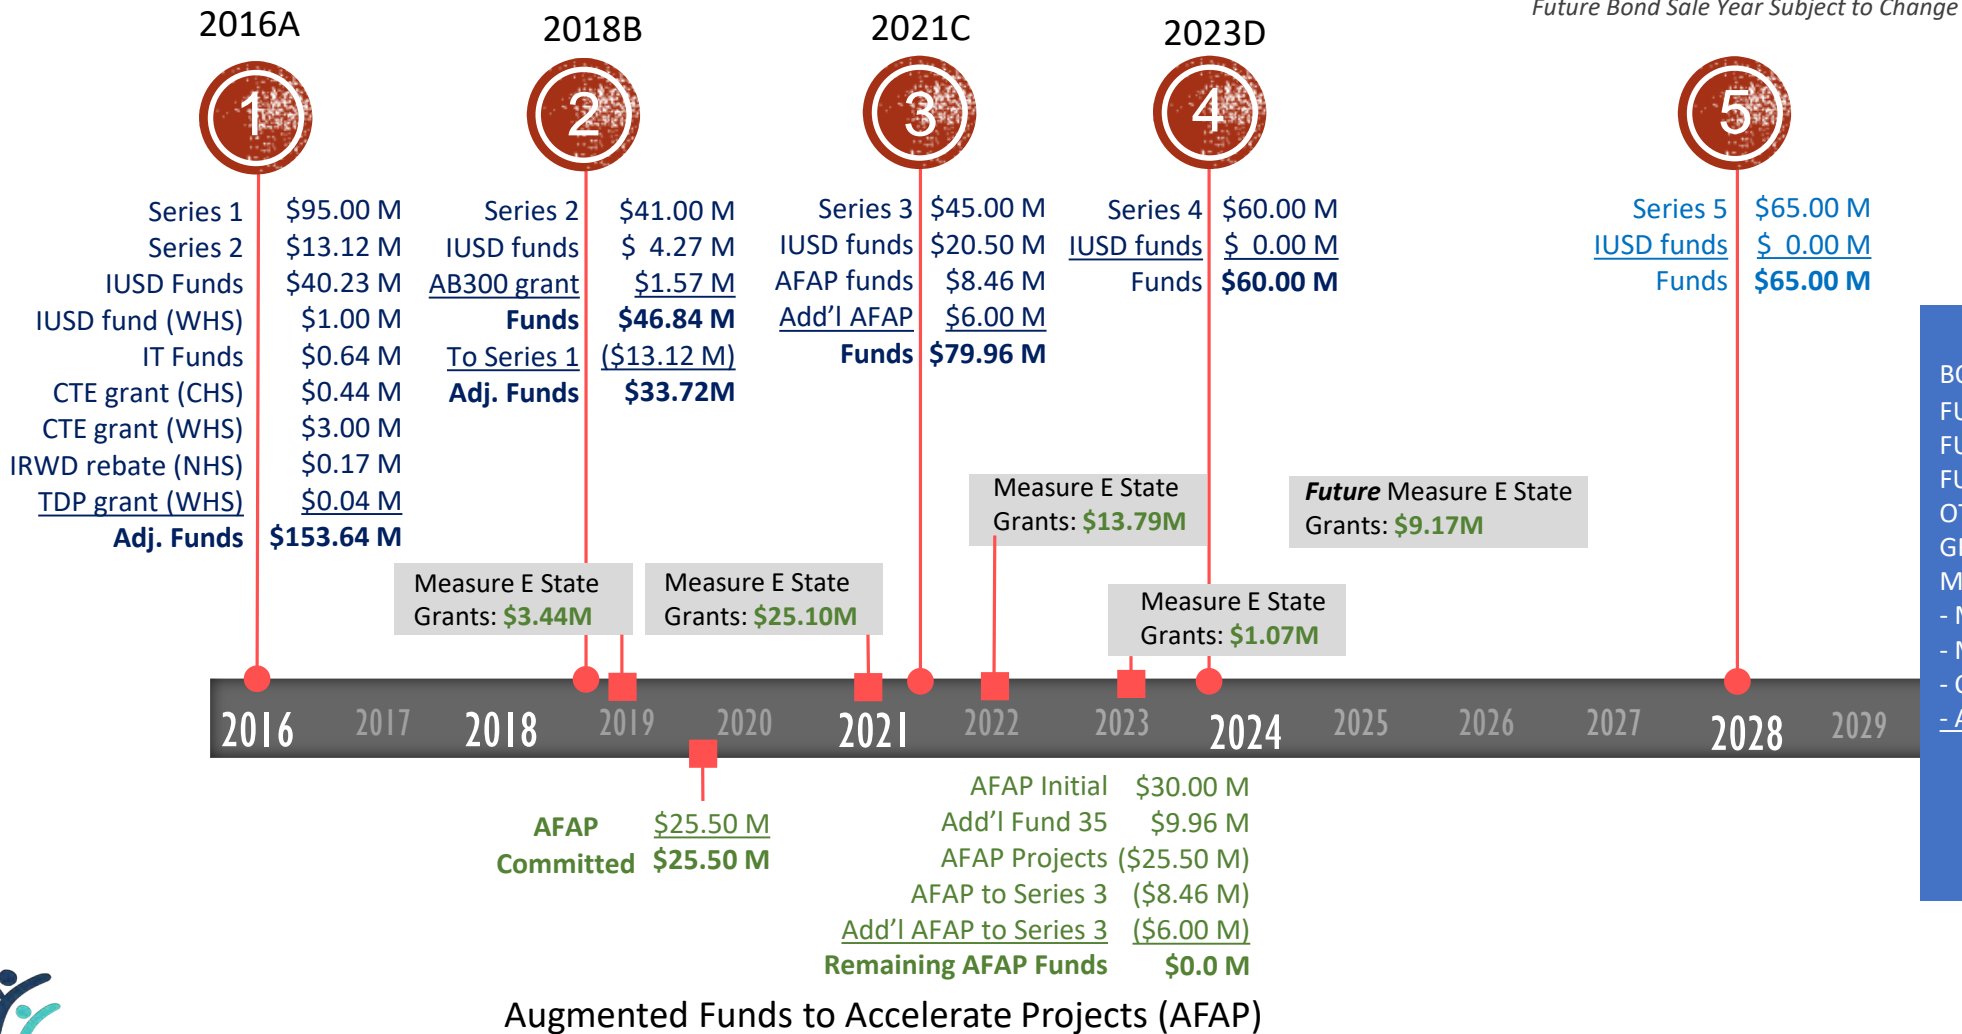 Future Bond Sale Year Subject to Change
2016A
2018B
2021C
2023D
1
2
3
4
5
Series 1 $95.00 M
Series 2 $13.12 M
IUSD Funds $40.23 M
IUSD fund (WHS) $1.00 M
IT Funds $0.64 M
CTE grant (CHS) $0.44 M
CTE grant (WHS) $3.00 M
IRWD rebate (NHS) $0.17 M
TDP grant (WHS) $0.04 M
Adj. Funds $153.64 M
Series 2 $41.00 M
IUSD funds $ 4.27 M
AB300 grant $1.57 M
Funds $46.84 M
To Series 1 ($13.12 M)
Adj. Funds $33.72M
Series 3 $45.00 M
IUSD funds $20.50 M
AFAP funds $8.46 M
Add'l AFAP $6.00 M
Funds $79.96 M
Series 4 $60.00 M
IUSD funds $ 0.00 M
Funds $60.00 M
Series 5 $65.00 M
IUSD funds $ 0.00 M
Funds $65.00 M
Measure E State
Grants: $3.44M
Measure E State
Grants: $25.10M
Measure E State
Grants: $13.79M
Measure E State
Grants: $1.07M
Future Measure E State
Grants: $9.17M
2016 2017 2018 2019 2020 2021 2022 2023 2024 2025 2026 2027 2028 2029
AFAP $25.50 M
Committed $25.50 M
AFAP Initial $30.00 M
Add'l Fund 35 $9.96 M
AFAP Projects ($25.50 M)
AFAP to Series 3 ($8.46 M)
Add'l AFAP to Series 3 ($6.00 M)
Remaining AFAP Funds $0.0 M
Augmented Funds to Accelerate Projects (AFAP)